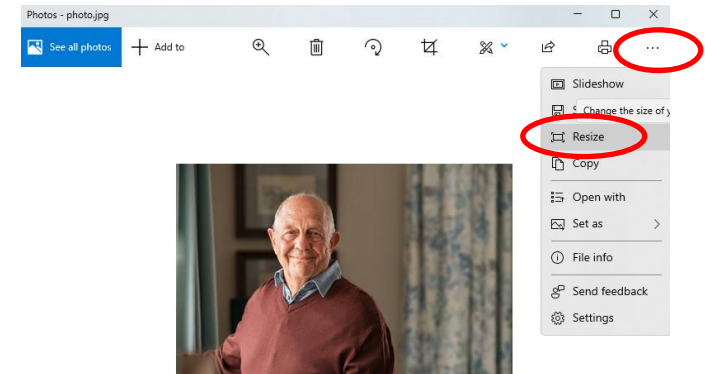 Photos - photo.jpg
See all photos
Add to
Slideshow
S
Change the size of y
Resize
Copy
Open with
Set as
File info
Send feedback
Settings